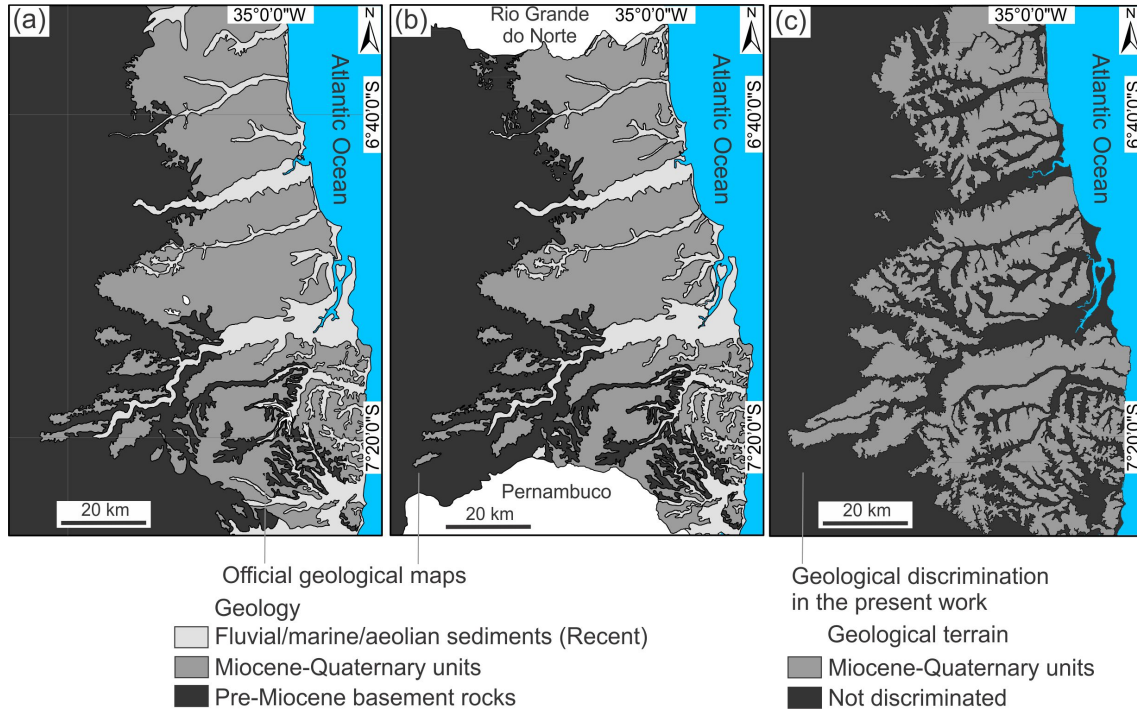 (a)
35°0'0"W
N
Atlantic Ocean
6°40'0"S
7°20'0"S
20 km
(b)
Rio Grande
do Norte
35°0'0"W
N
Atlantic Ocean
6°40'0"S
7°20'0"S
Pernambuco
20 km
(c)
35°0'0"W
N
Atlantic Ocean
6°40'0"S
7°20'0"S
20 km
Official geological maps
Geology
Fluvial/marine/aeolian sediments (Recent)
Miocene-Quaternary units
Pre-Miocene basement rocks
Geological discrimination
in the present work
Geological terrain
Miocene-Quaternary units
Not discriminated